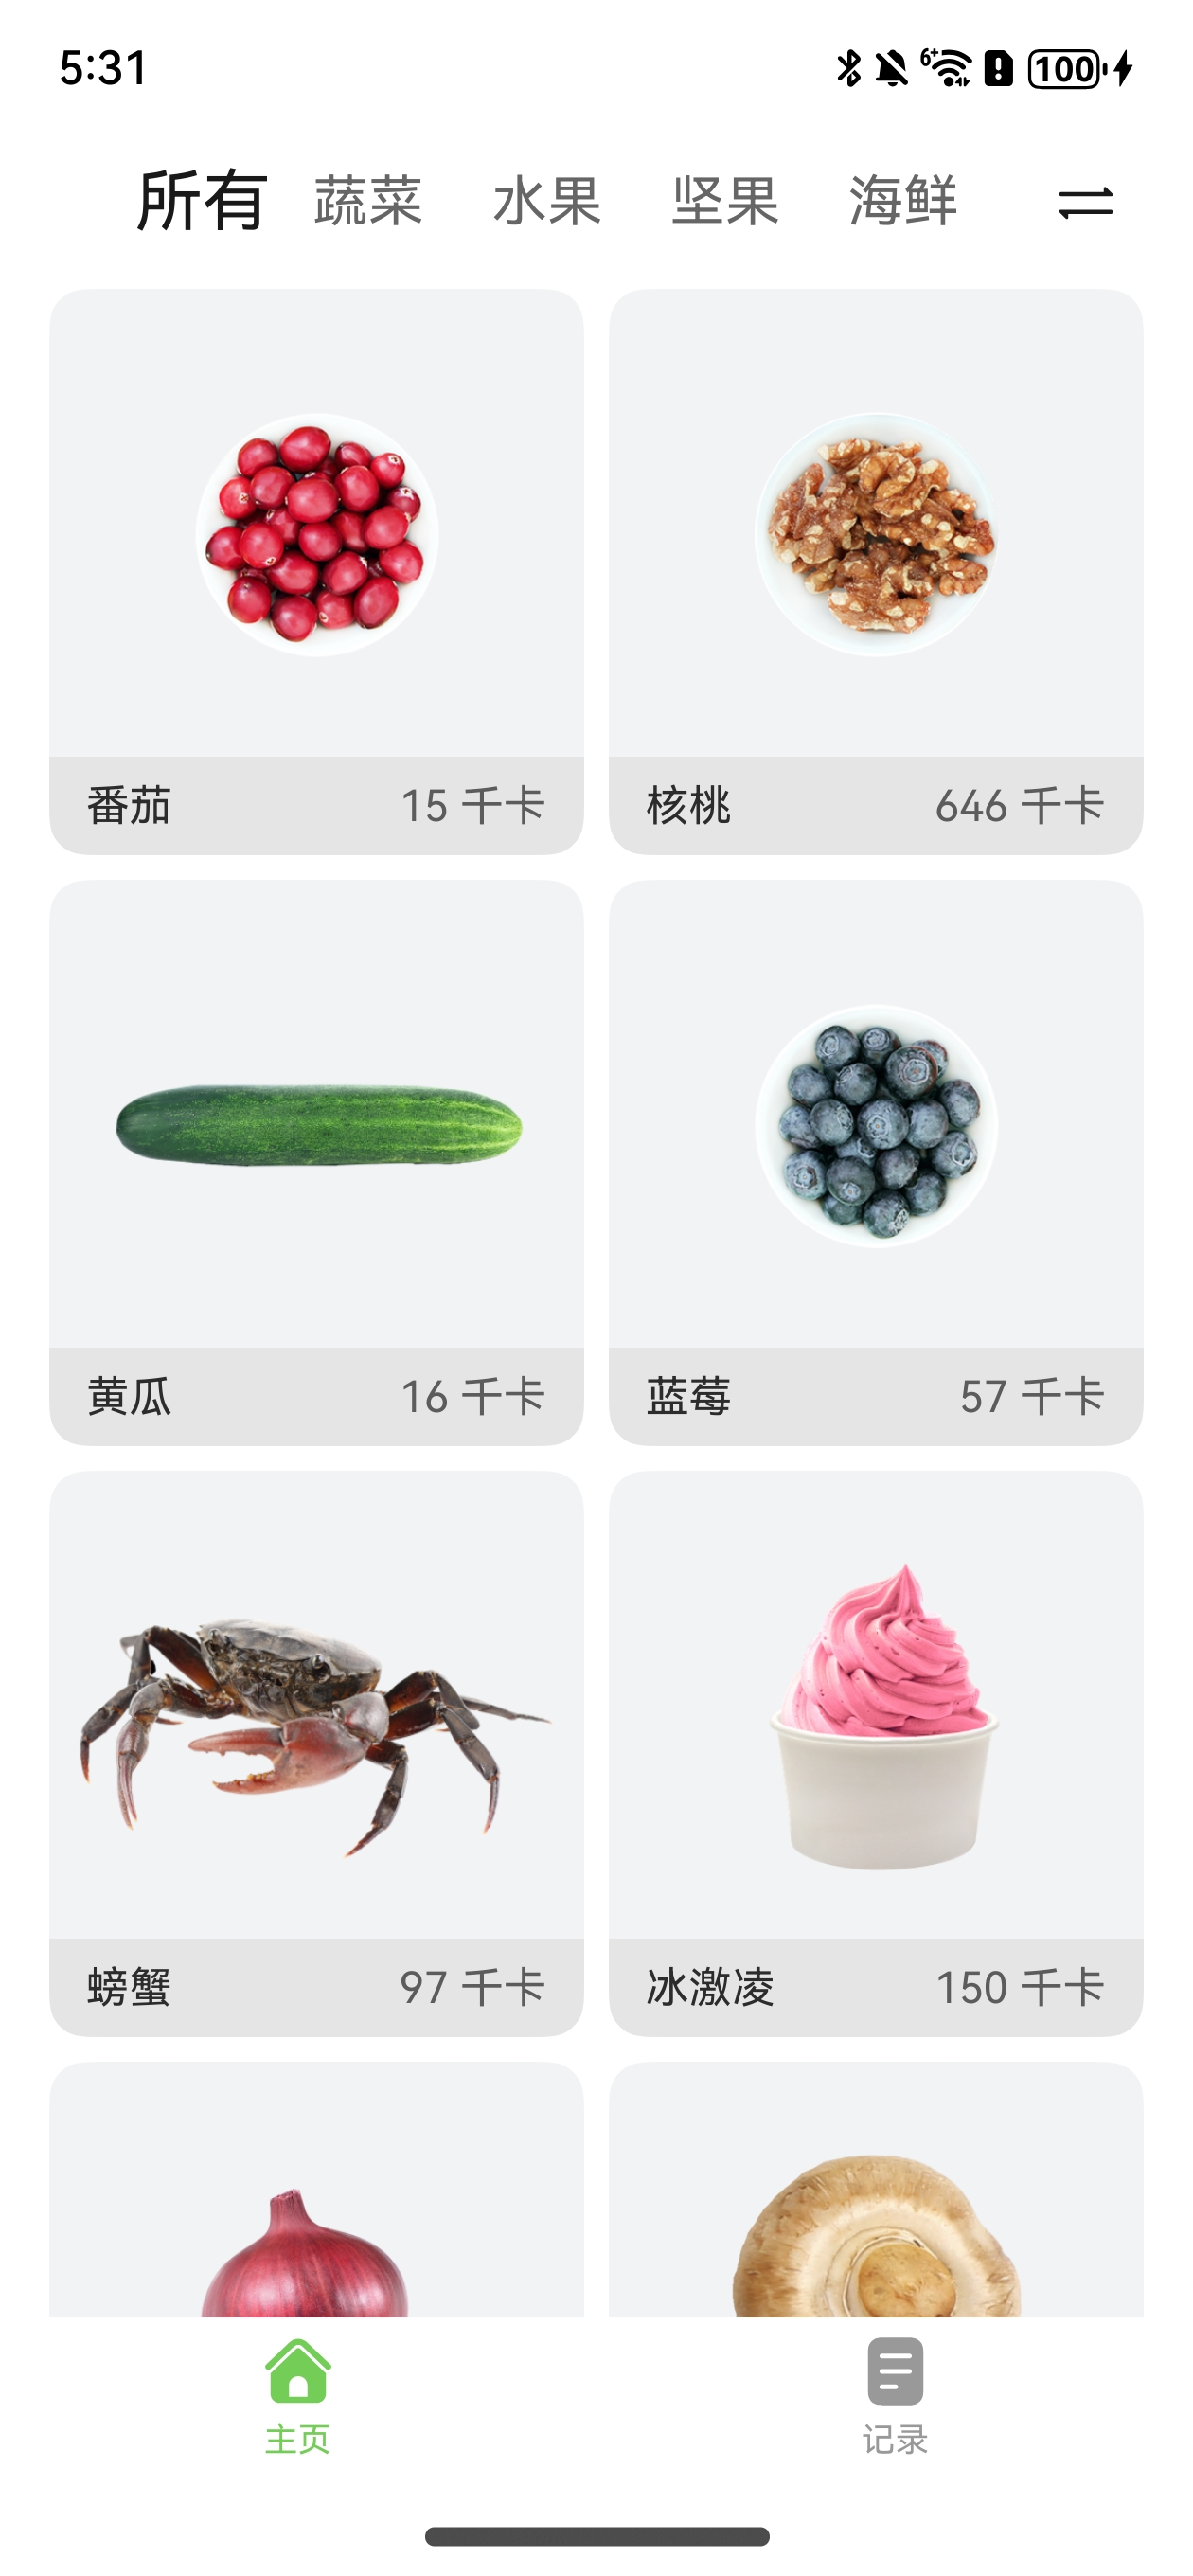 5:31 6+ 100
所有 蔬菜 水果 坚果 海鲜
番茄 15 千卡
核桃 646 千卡
黄瓜 16 千卡
蓝莓 57 千卡
螃蟹 97 千卡
冰激凌 150 千卡
主页
记录